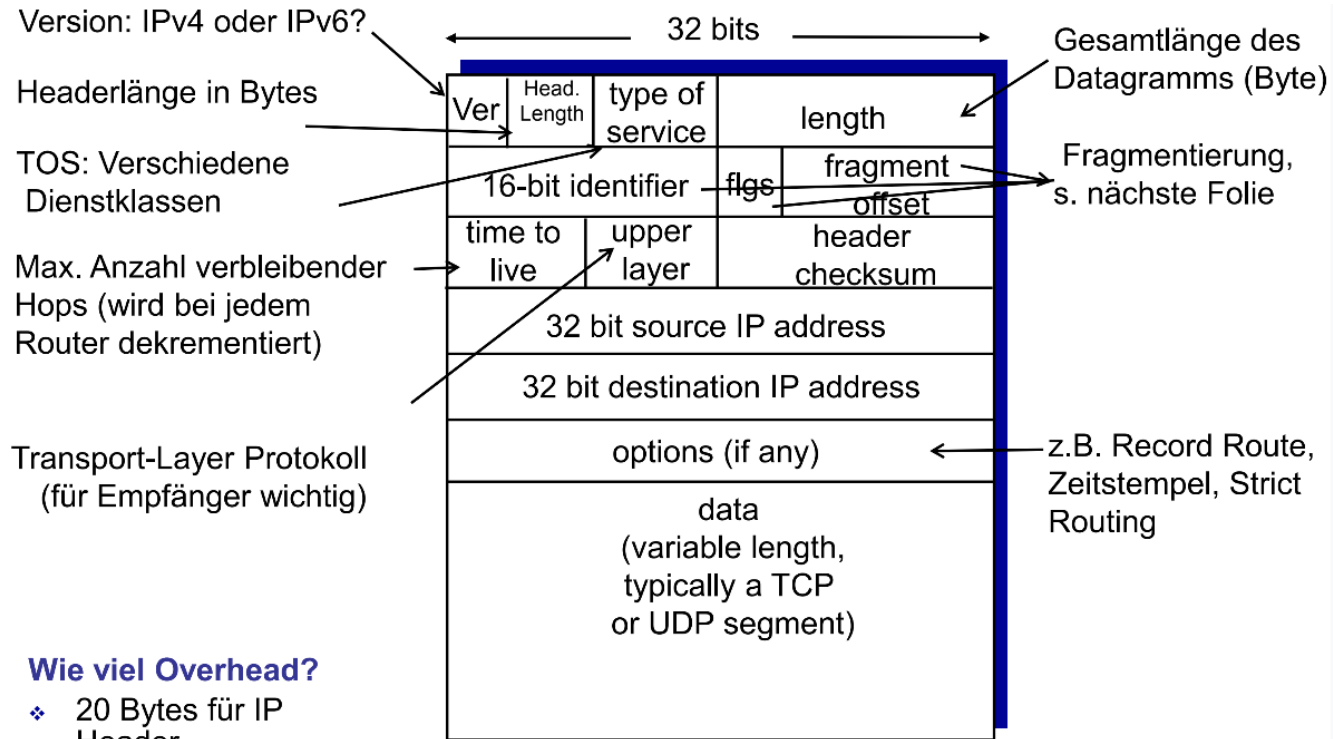 Version: IPv4 oder IPv6?
32 bits
Gesamtlänge des
Datagramms (Byte)
Headerlänge in Bytes
Ver
Head.
Length
type of
service
length
TOS: Verschiedene
Dienstklassen
16-bit identifier
flgs
fragment
offset
Fragmentierung,
s. nächste Folie
Max. Anzahl verbleibender
Hops (wird bei jedem
Router dekrementiert)
time to
live
upper
layer
header
checksum
32 bit source IP address
32 bit destination IP address
Transport-Layer Protokoll
(für Empfänger wichtig)
options (if any)
z.B. Record Route,
Zeitstempel, Strict
Routing
data
(variable length,
typically a TCP
or UDP segment)
Wie viel Overhead?
❖ 20 Bytes für IP
Header